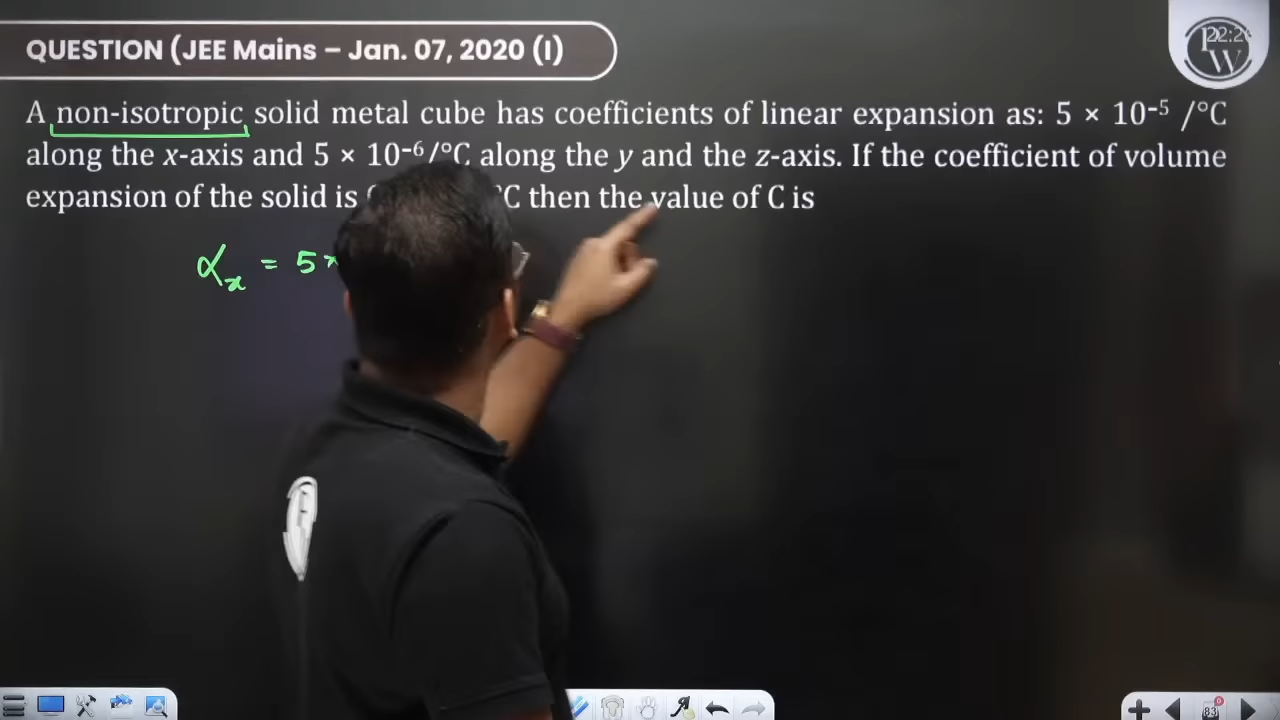 QUESTION (JEE Mains – Jan. 07, 2020 (I)
A non-isotropic solid metal cube has coefficients of linear expansion as: 5 × 10⁻⁵ /°C
along the x-axis and 5 × 10⁻⁶/°C along the y and the z-axis. If the coefficient of volume
expansion of the solid is °C then the value of C is
αₓ = 5 ×
PW
83